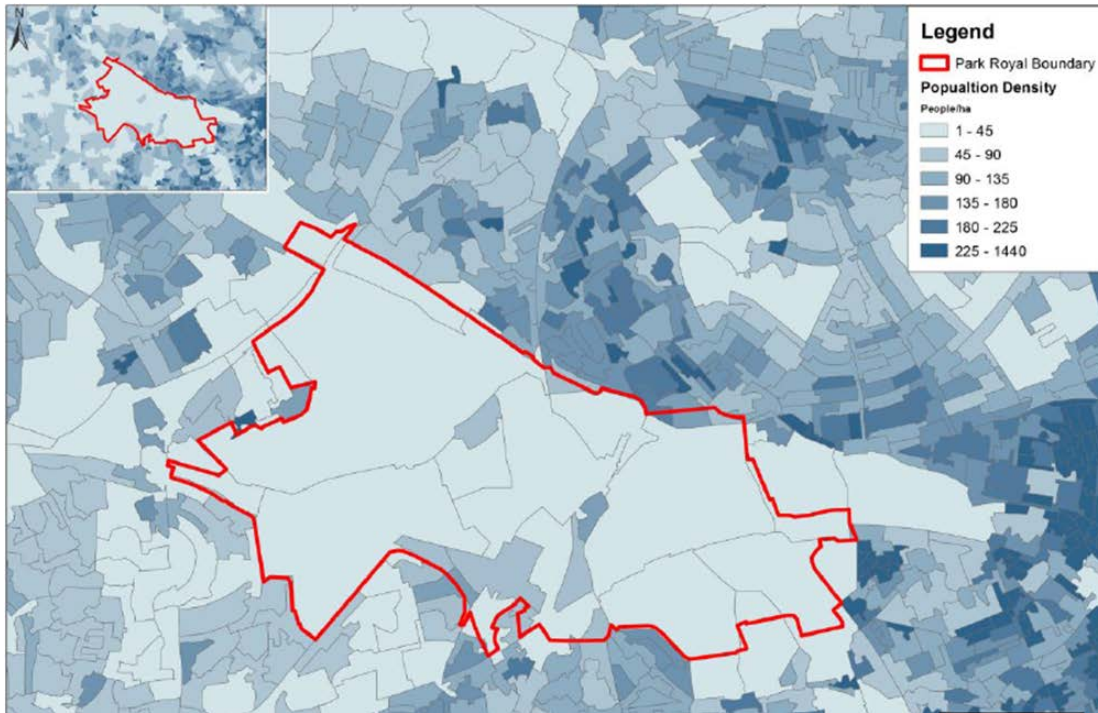 N
Legend
Park Royal Boundary
Popualtion Density
People/ha
1 - 45
45 - 90
90 - 135
135 - 180
180 - 225
225 - 1440